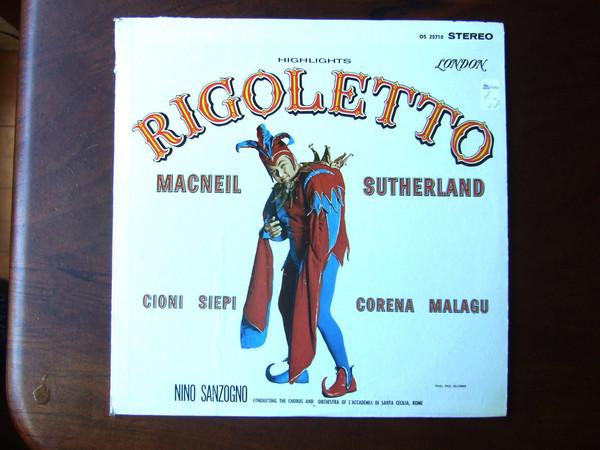 OS 25710 STEREO
HIGHLIGHTS
LONDON
RIGOLETTO
MACNEIL SUTHERLAND
CIONI SIEPI CORENA MALAGU
NINO SANZOGNO CONDUCTING THE CHORUS AND ORCHESTRA OF L'ACCADEMIA DI SANTA CECILIA, ROME